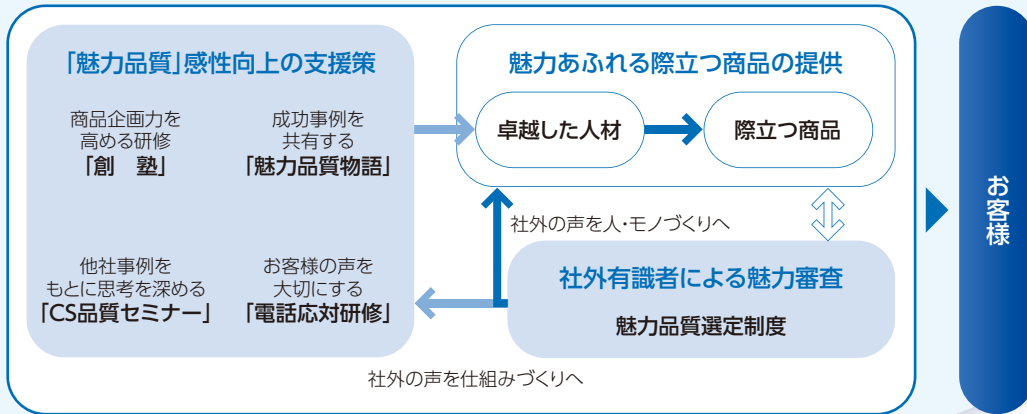 「魅力品質」感性向上の支援策
商品企画力を
高める研修
「創　塾」
成功事例を
共有する
「魅力品質物語」
他社事例を
もとに思考を深める
「CS品質セミナー」
お客様の声を
大切にする
「電話応対研修」
魅力あふれる際立つ商品の提供
卓越した人材
際立つ商品
社外の声を人・モノづくりへ
社外有識者による魅力審査
魅力品質選定制度
社外の声を仕組みづくりへ
お客様